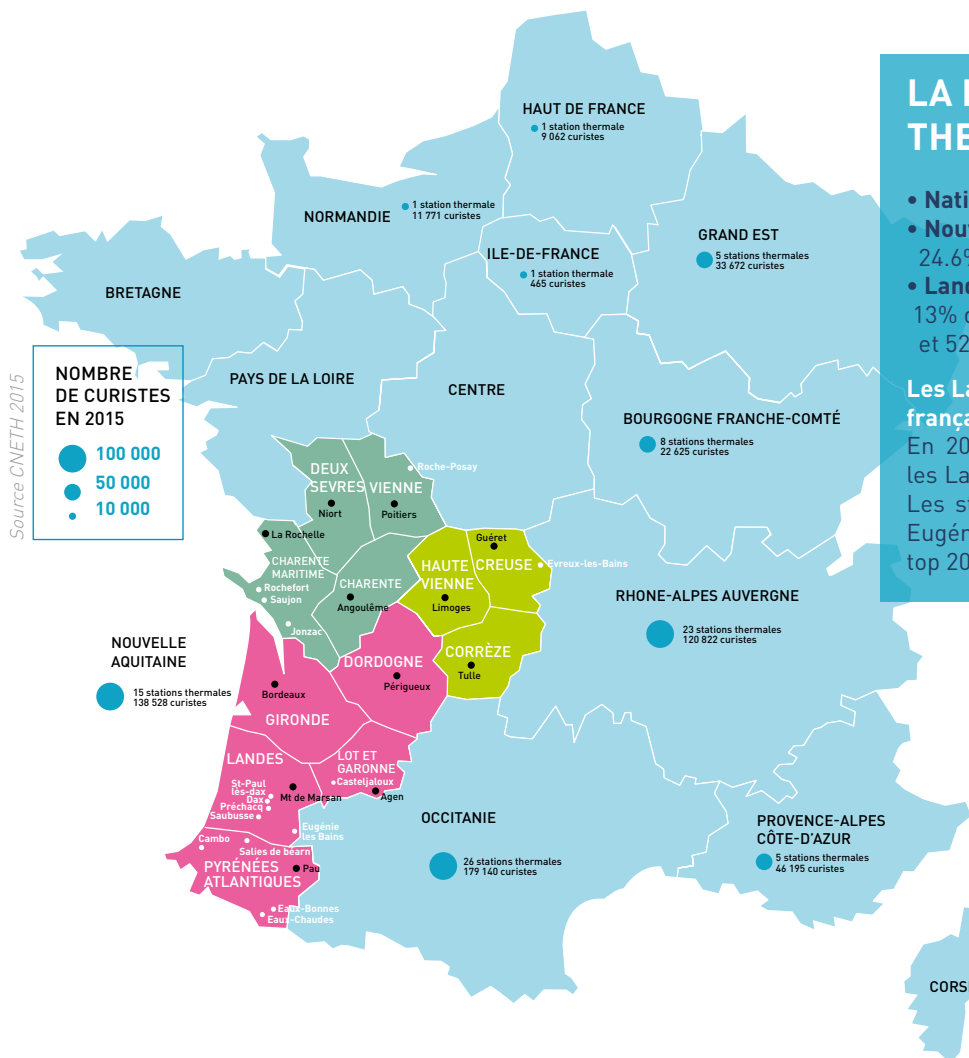 HAUT DE FRANCE
1 station thermale
9 062 curistes
NORMANDIE
1 station thermale
11 771 curistes
ILE-DE-FRANCE
1 station thermale
465 curistes
GRAND EST
5 stations thermales
33 672 curistes
BRETAGNE
PAYS DE LA LOIRE
CENTRE
BOURGOGNE FRANCHE-COMTÉ
8 stations thermales
22 625 curistes
Source CNETH 2015
NOMBRE
DE CURISTES
EN 2015
100 000
50 000
10 000
DEUX
SEVRES
Niort
VIENNE
Poitiers
Roche-Posay
La Rochelle
CHARENTE
MARITIME
Rochefort
Saujon
Jonzac
CHARENTE
Angoulême
HAUTE
VIENNE
Limoges
Guéret
CREUSE
Evreux-les-Bains
CORRÈZE
Tulle
RHONE-ALPES AUVERGNE
23 stations thermales
120 822 curistes
NOUVELLE
AQUITAINE
15 stations thermales
138 528 curistes
DORDOGNE
Périgueux
Bordeaux
GIRONDE
LANDES
St-Paul
lès-dax
Dax
Préchacq
Saubusse
Mt de Marsan
Eugénie
les Bains
LOT ET
GARONNE
Casteljaloux
Agen
Cambo
Salies de béarn
PYRÉNÉES
ATLANTIQUES
Pau
Eaux-Bonnes
Eaux-Chaudes
OCCITANIE
26 stations thermales
179 140 curistes
PROVENCE-ALPES
CÔTE-D'AZUR
5 stations thermales
46 195 curistes
LA
THE
• Nati
• Nouv
24.6%
• Land
13% d
et 52
Les La
frança
En 20
les La
Les st
Eugén
top 20
CORS